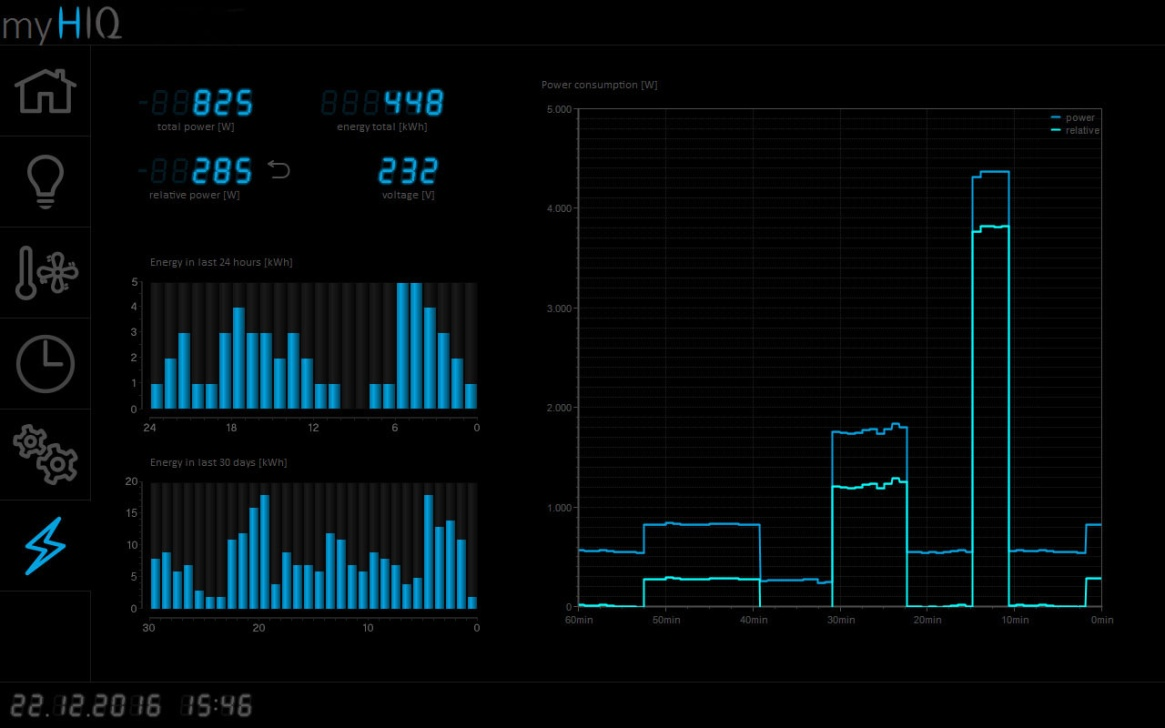 myHIQ
825
total power [W]
448
energy total [kWh]
285
relative power [W]
232
voltage [V]
Energy in last 24 hours [kWh]
5
4
3
2
1
0
24 18 12 6 0
Energy in last 30 days [kWh]
20
15
10
5
0
30 20 10 0
Power consumption [W]
power
relative
5.000
4.000
3.000
2.000
1.000
0
60min 50min 40min 30min 20min 10min 0min
22.12.2016 15:46